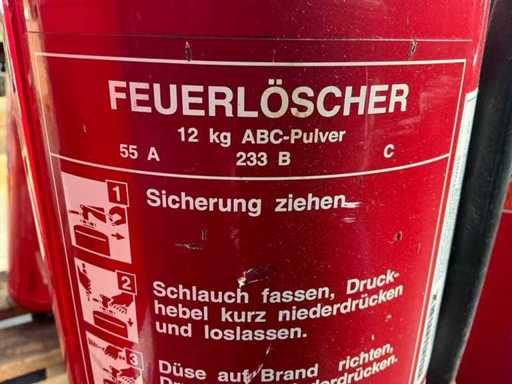 FEUERLÖSCHER
12 kg ABC-Pulver
55 A 233 B C
1
Sicherung ziehen.
2
Schlauch fassen, Druck-
hebel kurz niederdrücken
und loslassen.
3
Düse auf Brand richten,